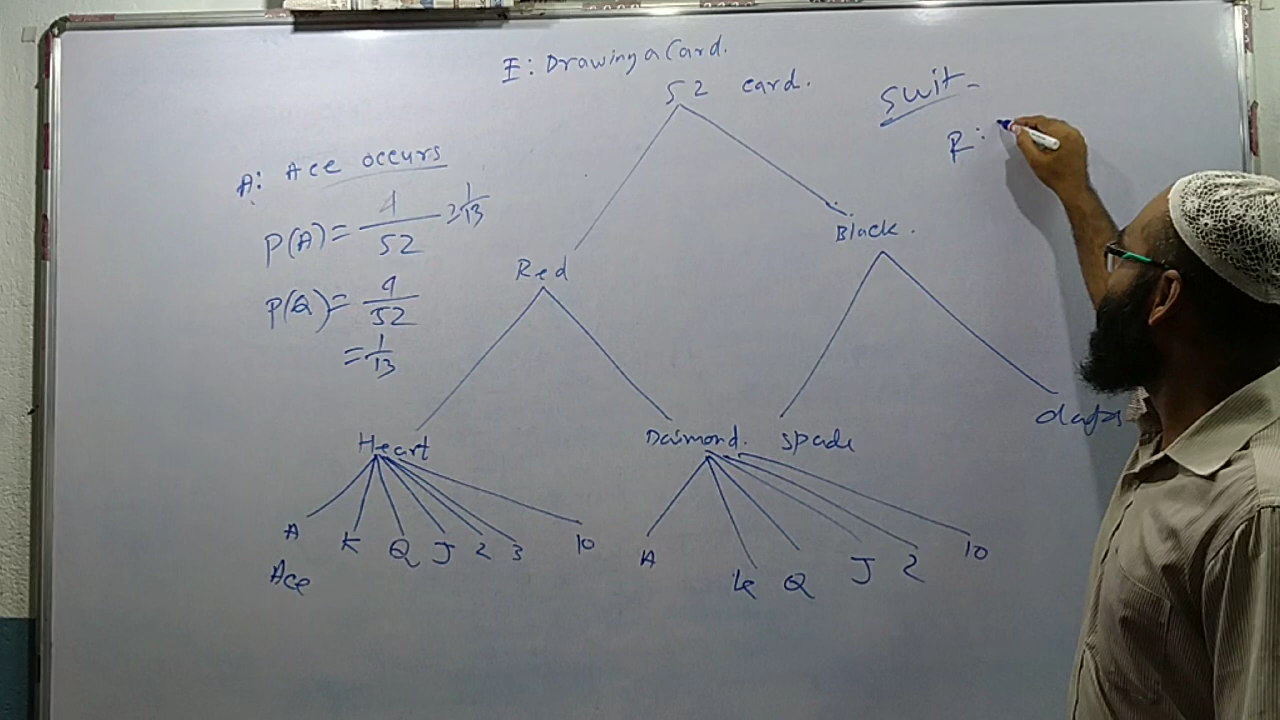 E: Drawing a Card.
52 card.
Suit -
R:
A: Ace occurs
P(A) = 4/52 = 1/13
P(Q) = 4/52
= 1/13
Red
Black.
Heart
Daimond.
Spade
A K Q J 2 3 10
Ace
A K Q J 2 10